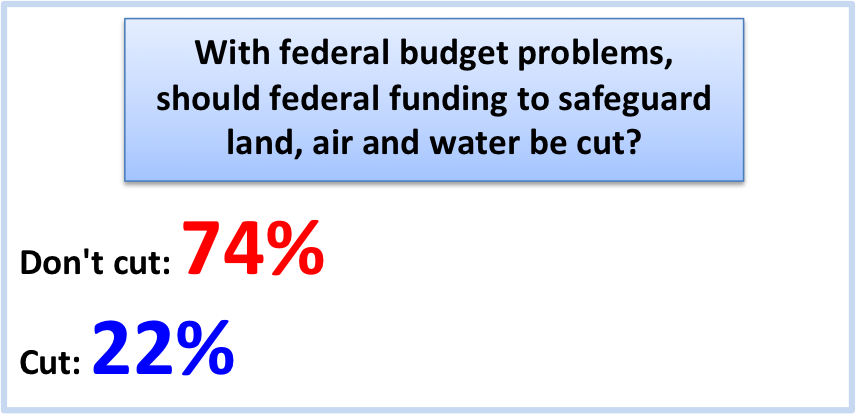 With federal budget problems,
should federal funding to safeguard
land, air and water be cut?
Don't cut: 74%
Cut: 22%